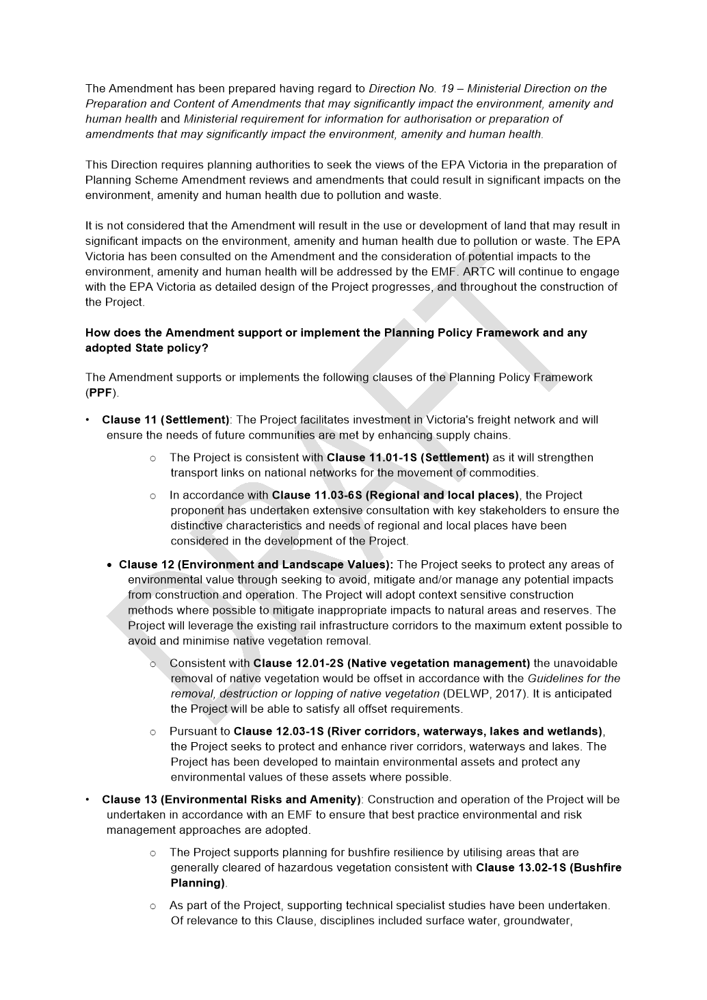 The Amendment has been prepared having regard to Direction No. 19 – Ministerial Direction on the
Preparation and Content of Amendments that may significantly impact the environment, amenity and
human health and Ministerial requirement for information for authorisation or preparation of
amendments that may significantly impact the environment, amenity and human health.
This Direction requires planning authorities to seek the views of the EPA Victoria in the preparation of
Planning Scheme Amendment reviews and amendments that could result in significant impacts on the
environment, amenity and human health due to pollution and waste.
It is not considered that the Amendment will result in the use or development of land that may result in
significant impacts on the environment, amenity and human health due to pollution or waste. The EPA
Victoria has been consulted on the Amendment and the consideration of potential impacts to the
environment, amenity and human health will be addressed by the EMF. ARTC will continue to engage
with the EPA Victoria as detailed design of the Project progresses, and throughout the construction of
the Project.
How does the Amendment support or implement the Planning Policy Framework and any
adopted State policy?
The Amendment supports or implements the following clauses of the Planning Policy Framework
(PPF).
• Clause 11 (Settlement): The Project facilitates investment in Victoria's freight network and will
ensure the needs of future communities are met by enhancing supply chains.
o The Project is consistent with Clause 11.01-1S (Settlement) as it will strengthen
transport links on national networks for the movement of commodities.
o In accordance with Clause 11.03-6S (Regional and local places), the Project
proponent has undertaken extensive consultation with key stakeholders to ensure the
distinctive characteristics and needs of regional and local places have been
considered in the development of the Project.
• Clause 12 (Environment and Landscape Values): The Project seeks to protect any areas of
environmental value through seeking to avoid, mitigate and/or manage any potential impacts
from construction and operation. The Project will adopt context sensitive construction
methods where possible to mitigate inappropriate impacts to natural areas and reserves. The
Project will leverage the existing rail infrastructure corridors to the maximum extent possible to
avoid and minimise native vegetation removal.
o Consistent with Clause 12.01-2S (Native vegetation management) the unavoidable
removal of native vegetation would be offset in accordance with the Guidelines for the
removal, destruction or lopping of native vegetation (DELWP, 2017). It is anticipated
the Project will be able to satisfy all offset requirements.
o Pursuant to Clause 12.03-1S (River corridors, waterways, lakes and wetlands),
the Project seeks to protect and enhance river corridors, waterways and lakes. The
Project has been developed to maintain environmental assets and protect any
environmental values of these assets where possible.
• Clause 13 (Environmental Risks and Amenity): Construction and operation of the Project will be
undertaken in accordance with an EMF to ensure that best practice environmental and risk
management approaches are adopted.
o The Project supports planning for bushfire resilience by utilising areas that are
generally cleared of hazardous vegetation consistent with Clause 13.02-1S (Bushfire
Planning).
o As part of the Project, supporting technical specialist studies have been undertaken.
Of relevance to this Clause, disciplines included surface water, groundwater,
DRAFT